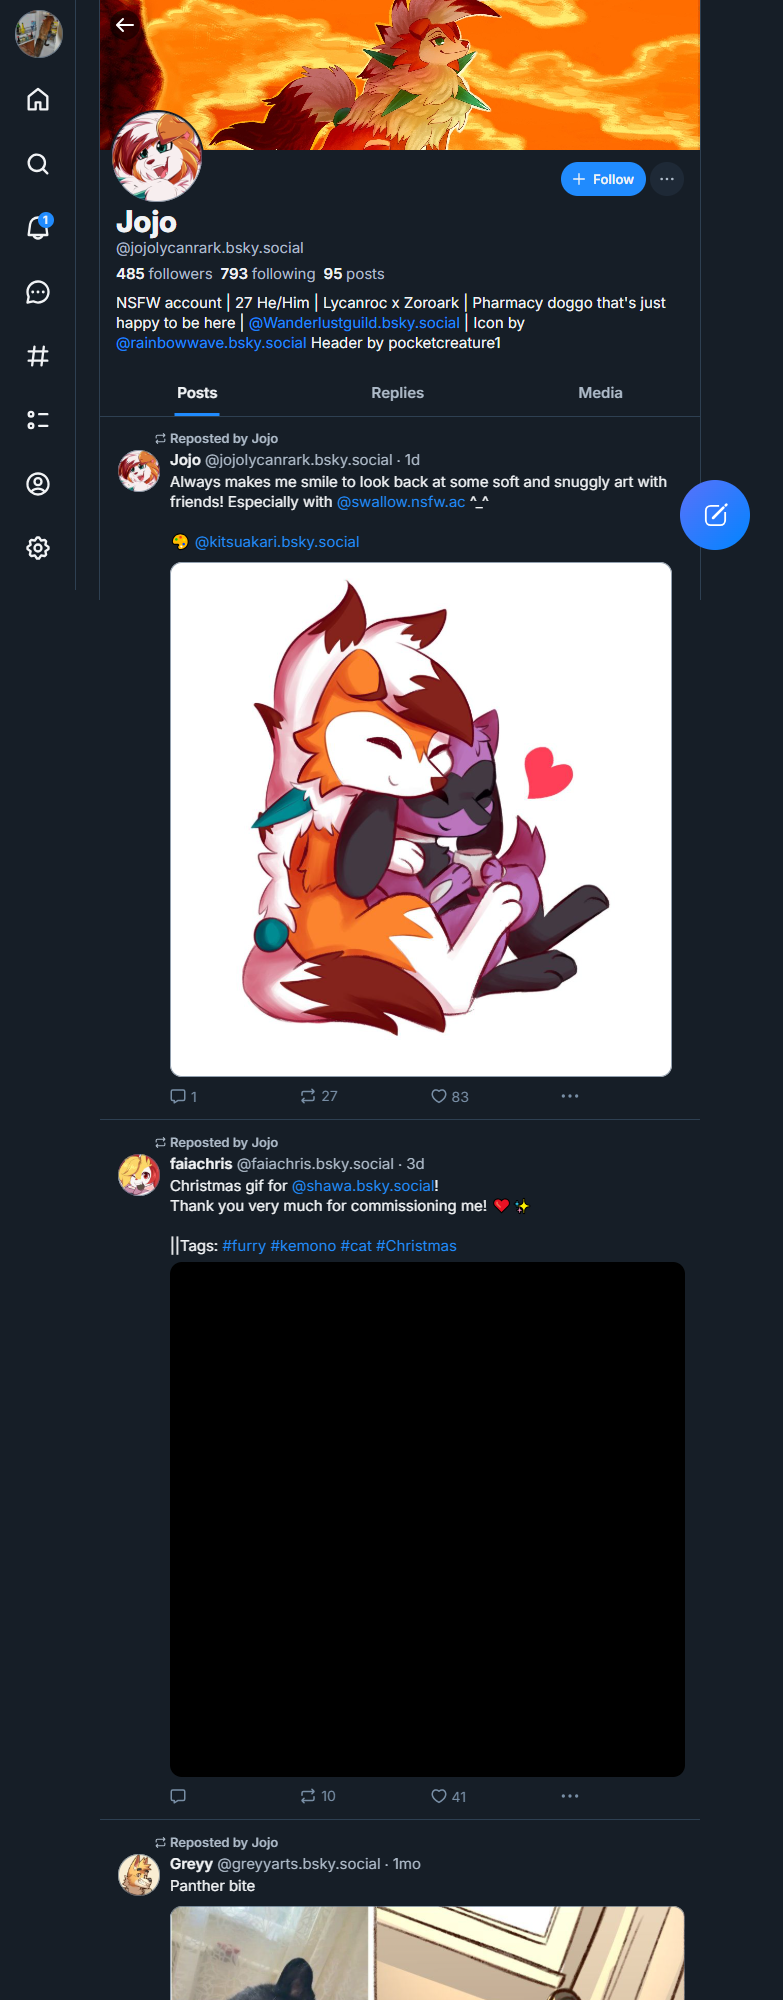 1
Follow
Jojo
@jojolycanrark.bsky.social
485 followers 793 following 95 posts
NSFW account | 27 He/Him | Lycanroc x Zoroark | Pharmacy doggo that's just
happy to be here | @Wanderlustguild.bsky.social | Icon by
@rainbowwave.bsky.social Header by pocketcreature1
Posts Replies Media
Reposted by Jojo
Jojo @jojolycanrark.bsky.social · 1d
Always makes me smile to look back at some soft and snuggly art with
friends! Especially with @swallow.nsfw.ac ^_^
🎨 @kitsuakari.bsky.social
1 27 83
Reposted by Jojo
faiachris @faiachris.bsky.social · 3d
Christmas gif for @shawa.bsky.social!
Thank you very much for commissioning me! ❤️ ✨
||Tags: #furry #kemono #cat #Christmas
10 41
Reposted by Jojo
Greyy @greyyarts.bsky.social · 1mo
Panther bite